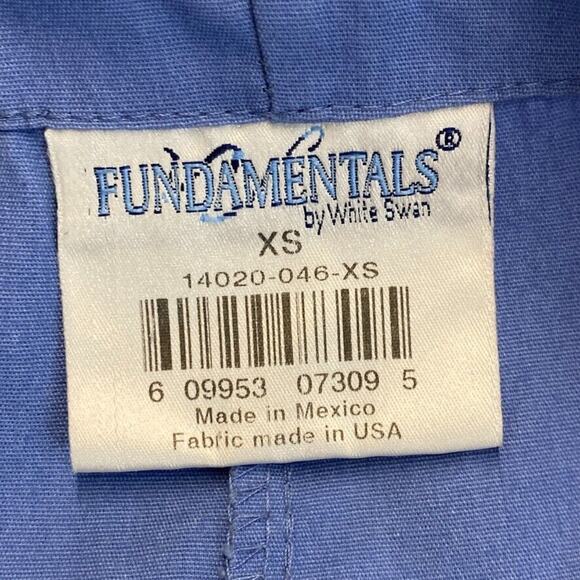 FUNDAMENTALS®
by White Swan
XS
14020-046-XS
6 09953 07309 5
Made in Mexico
Fabric made in USA